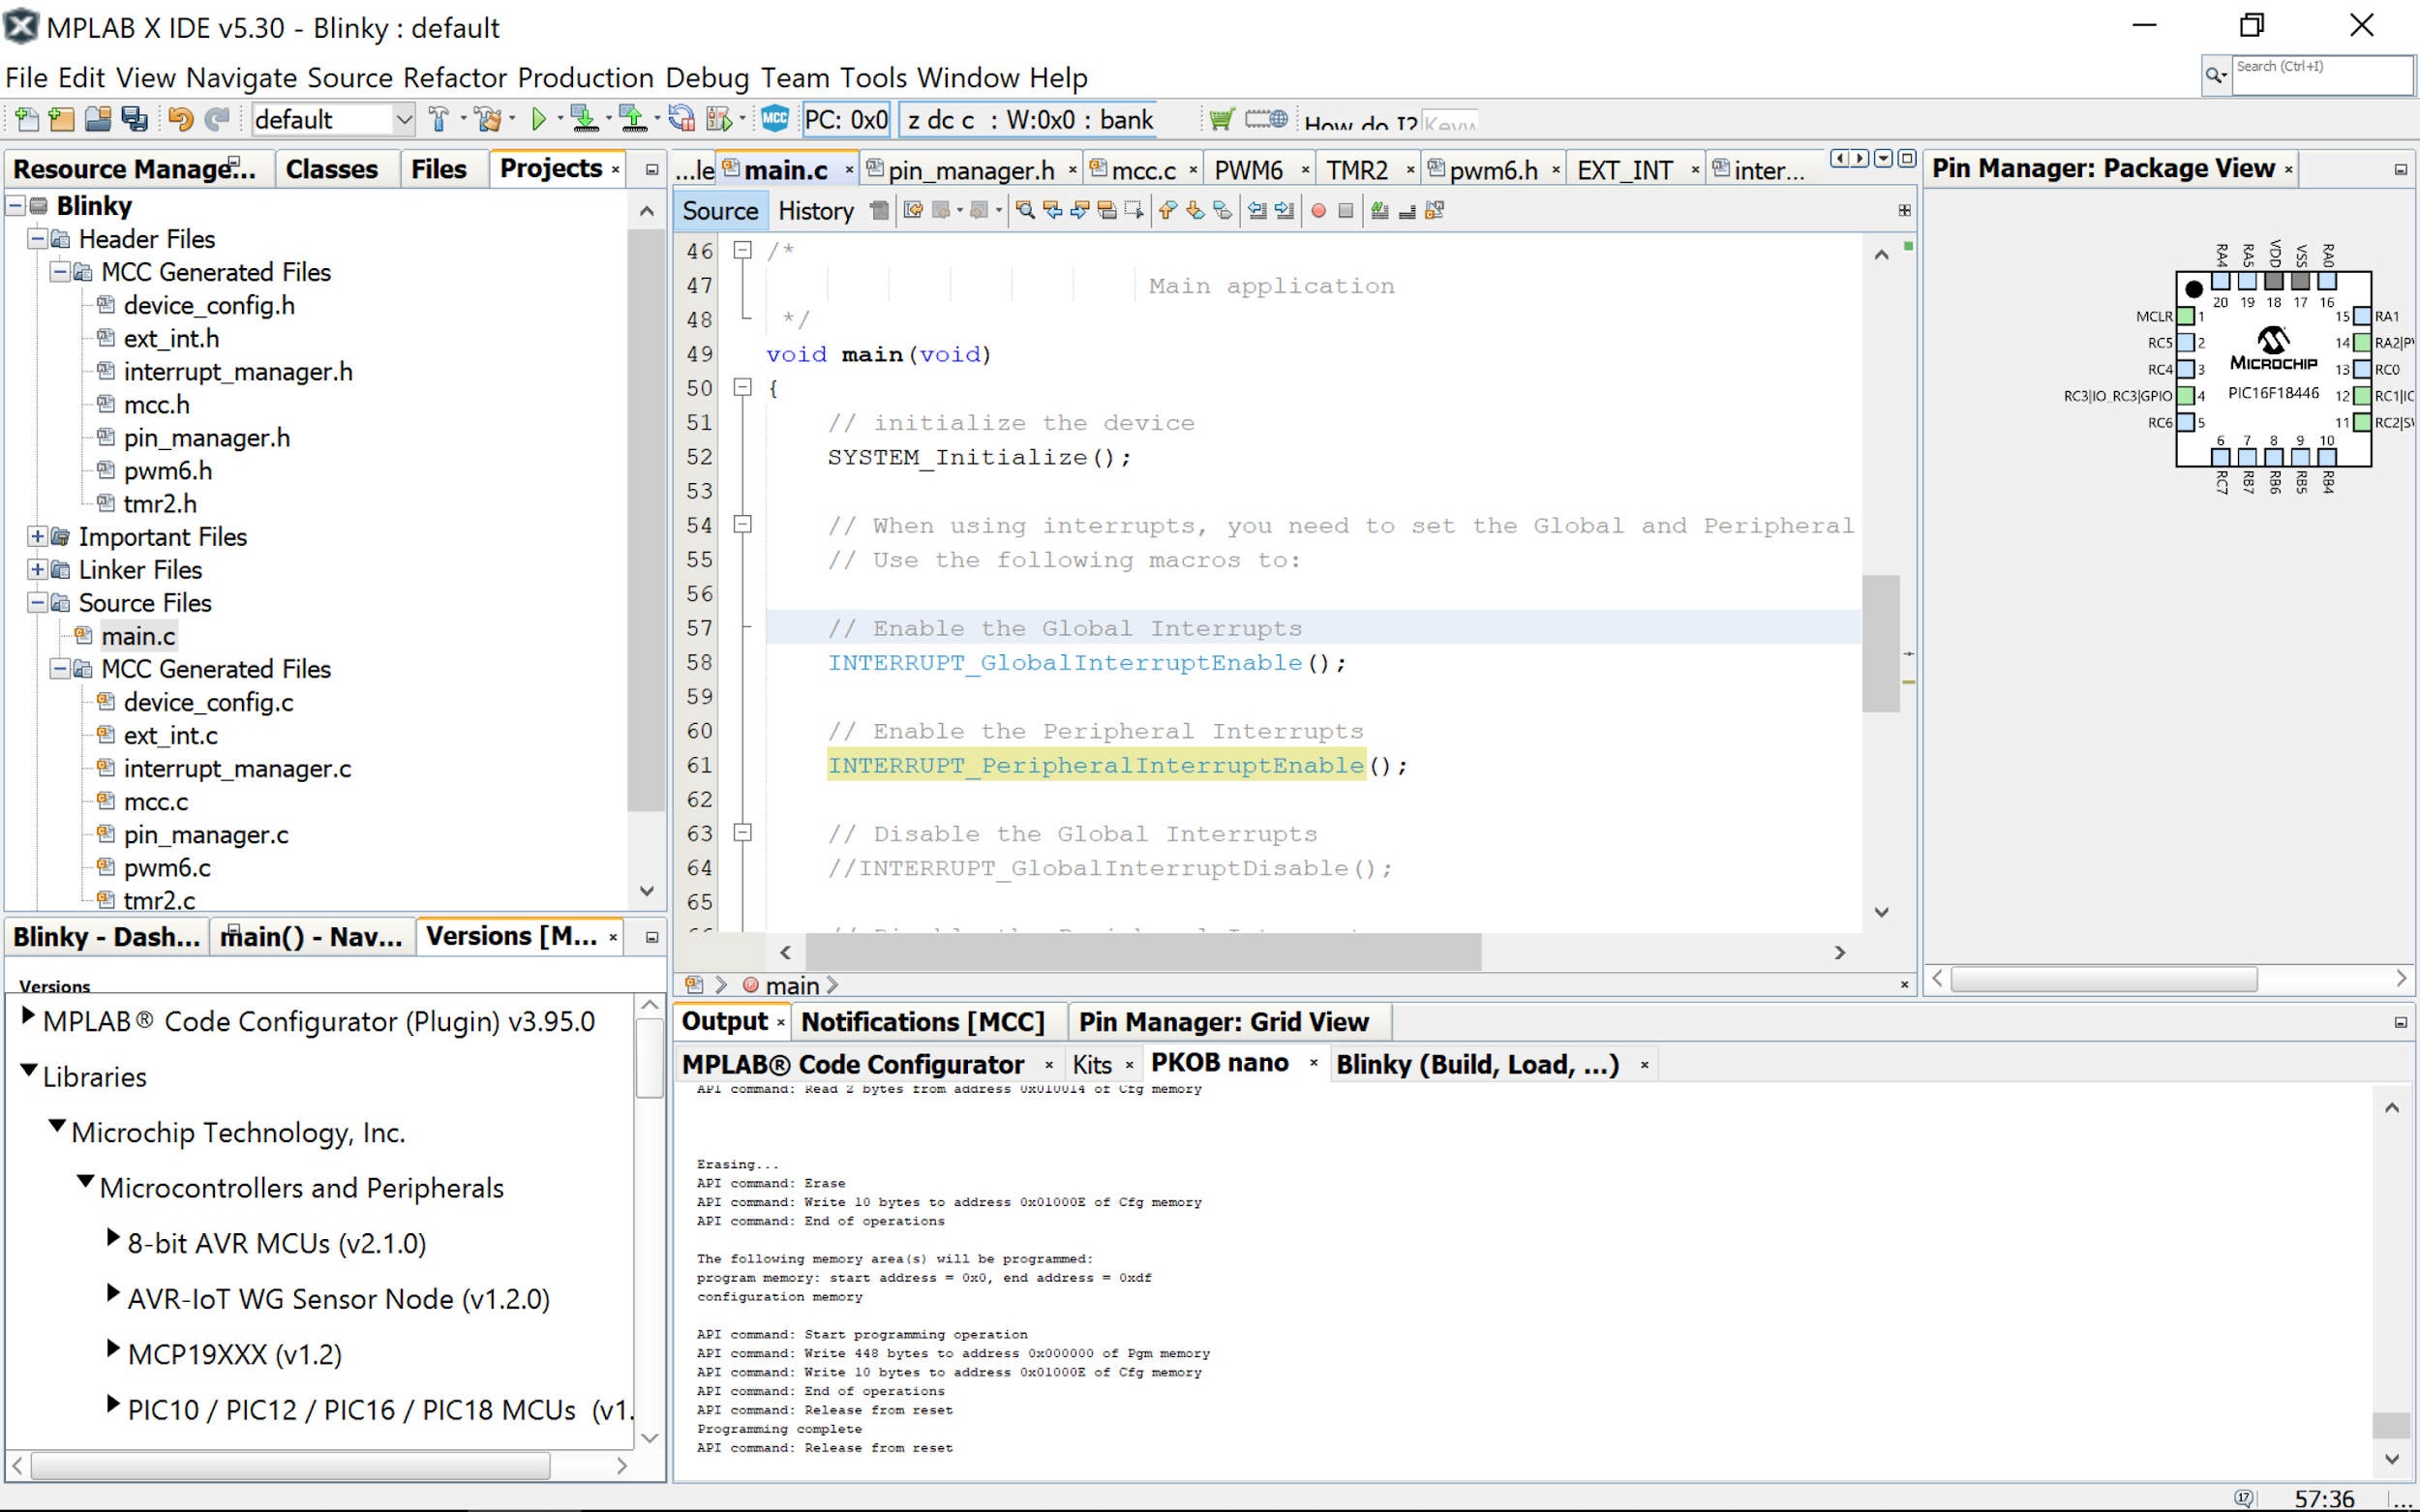 MPLAB X IDE v5.30 - Blinky : default
File Edit View Navigate Source Refactor Production Debug Team Tools Window Help
Search (Ctrl+I)
default
MCC
PC: 0x0
z dc c : W:0x0 : bank
How do I?
Resource Manage...
Classes
Files
Projects
Blinky
Header Files
MCC Generated Files
device_config.h
ext_int.h
interrupt_manager.h
mcc.h
pin_manager.h
pwm6.h
tmr2.h
Important Files
Linker Files
Source Files
main.c
MCC Generated Files
device_config.c
ext_int.c
interrupt_manager.c
mcc.c
pin_manager.c
pwm6.c
tmr2.c
Blinky - Dash...
main() - Nav...
Versions [M...
Versions
MPLAB® Code Configurator (Plugin) v3.95.0
Libraries
Microchip Technology, Inc.
Microcontrollers and Peripherals
8-bit AVR MCUs (v2.1.0)
AVR-IoT WG Sensor Node (v1.2.0)
MCP19XXX (v1.2)
PIC10 / PIC12 / PIC16 / PIC18 MCUs (v1.
...le
main.c
pin_manager.h
mcc.c
PWM6
TMR2
pwm6.h
EXT_INT
inter...
Source
History
46 /*
47 Main application
48 */
49 void main(void)
50 {
51 // initialize the device
52 SYSTEM_Initialize();
53
54 // When using interrupts, you need to set the Global and Peripheral
55 // Use the following macros to:
56
57 // Enable the Global Interrupts
58 INTERRUPT_GlobalInterruptEnable();
59
60 // Enable the Peripheral Interrupts
61 INTERRUPT_PeripheralInterruptEnable();
62
63 // Disable the Global Interrupts
64 //INTERRUPT_GlobalInterruptDisable();
65
main
Pin Manager: Package View
RA4 RA5 VDD VSS RA0
20 19 18 17 16
MCLR 1
RC5 2
RC4 3
RC3|IO_RC3|GPIO 4
RC6 5
MICROCHIP
PIC16F18446
15 RA1
14 RA2|P
13 RC0
12 RC1|IC
11 RC2|S
6 7 8 9 10
RC7 RB7 RB6 RB5 RB4
Output
Notifications [MCC]
Pin Manager: Grid View
MPLAB® Code Configurator
Kits
PKOB nano
Blinky (Build, Load, ...)
API command: Read 2 bytes from address 0x010014 of Cfg memory
Erasing...
API command: Erase
API command: Write 10 bytes to address 0x01000E of Cfg memory
API command: End of operations
The following memory area(s) will be programmed:
program memory: start address = 0x0, end address = 0xdf
configuration memory
API command: Start programming operation
API command: Write 448 bytes to address 0x000000 of Pgm memory
API command: Write 10 bytes to address 0x01000E of Cfg memory
API command: End of operations
API command: Release from reset
Programming complete
API command: Release from reset
17
57:36
...